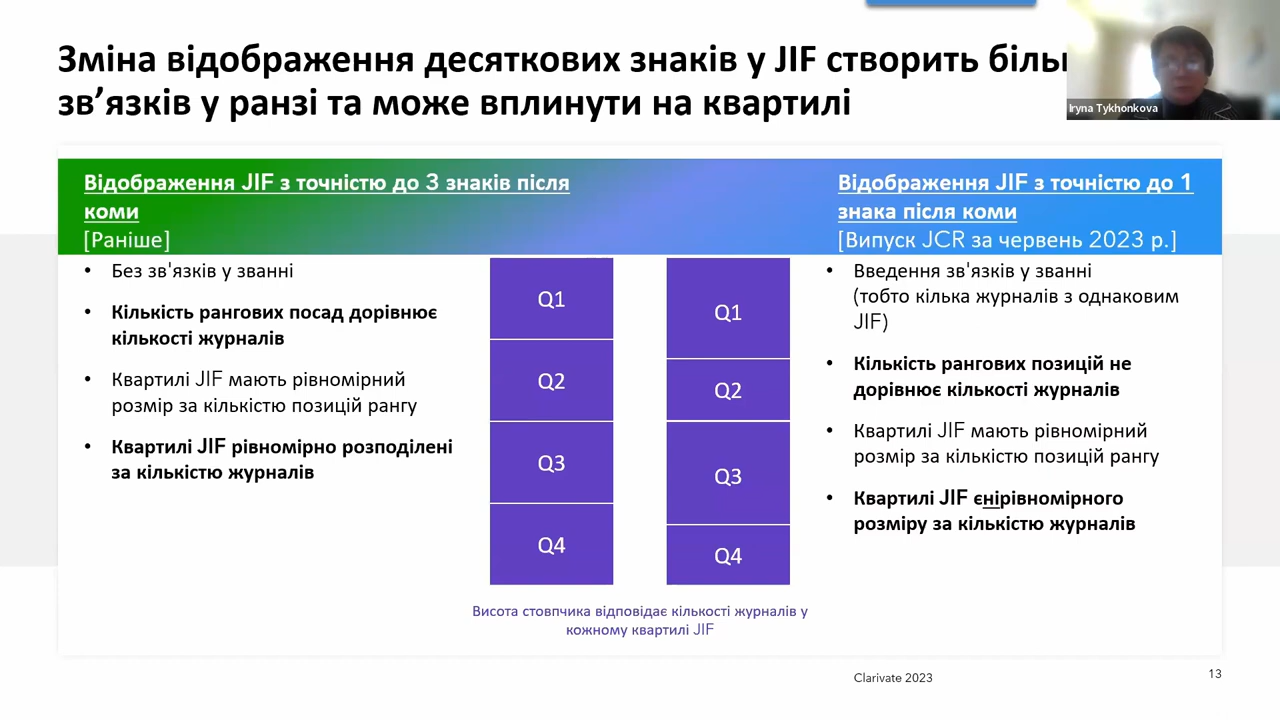 Зміна відображення десяткових знаків у JIF створить
зв’язків у ранзі та може вплинути на квартилі
Iryna Tykhonkova
Відображення JIF з точністю до 3 знаків після
коми
[Раніше]
Відображення JIF з точністю до 1
знака після коми
[Випуск JCR за червень 2023 р.]
• Без зв'язків у званні
• Кількість рангових посад дорівнює
кількості журналів
• Квартилі JIF мають рівномірний
розмір за кількістю позицій рангу
• Квартилі JIF рівномірно розподілені
за кількістю журналів
Q1
Q2
Q3
Q4
Q1
Q2
Q3
Q4
Висота стовпчика відповідає кількості журналів у
кожному квартилі JIF
• Введення зв'язків у званні
(тобто кілька журналів з однаковим
JIF)
• Кількість рангових позицій не
дорівнює кількості журналів
• Квартилі JIF мають рівномірний
розмір за кількістю позицій рангу
• Квартилі JIF єнірівномірного
розміру за кількістю журналів
Clarivate 2023
13